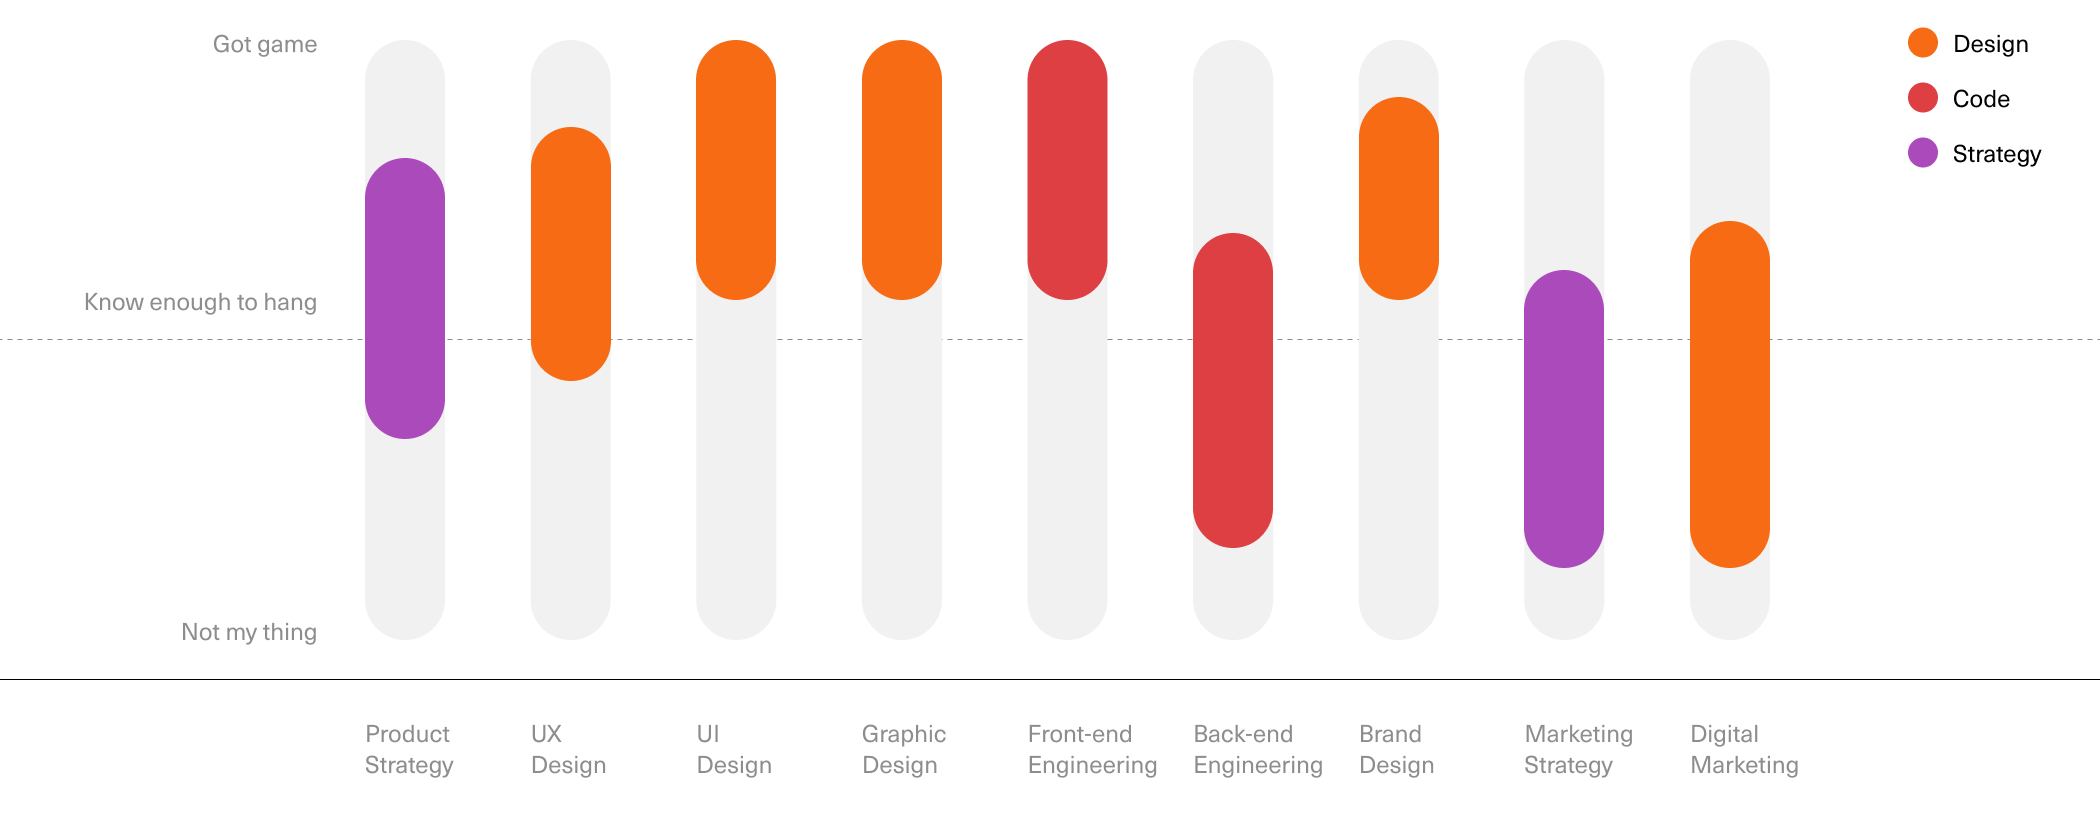 Got game
Know enough to hang
Not my thing
Design
Code
Strategy
Product
Strategy
UX
Design
UI
Design
Graphic
Design
Front-end
Engineering
Back-end
Engineering
Brand
Design
Marketing
Strategy
Digital
Marketing